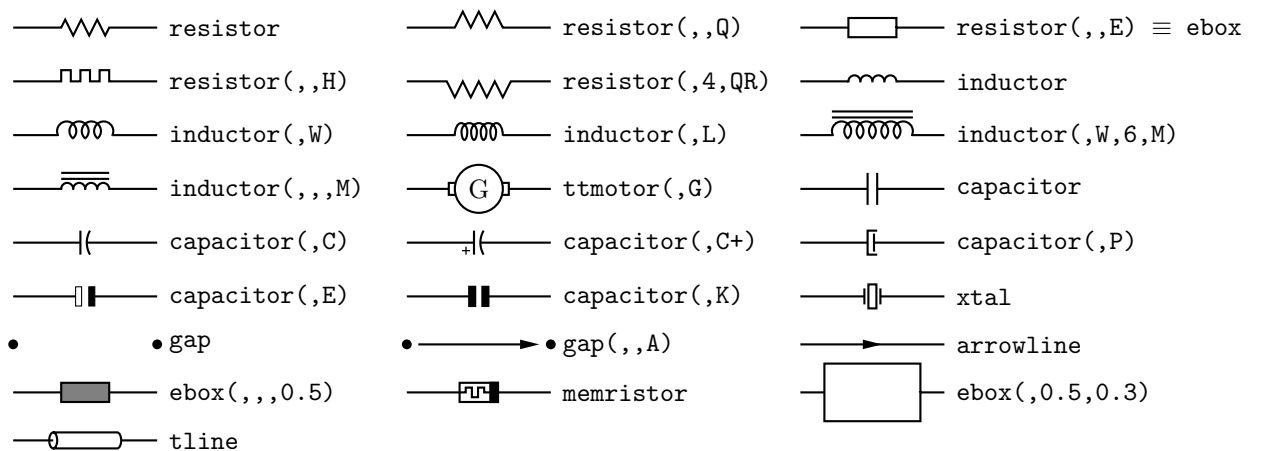 resistor resistor(,,Q) resistor(,,E) ≡ ebox
resistor(,,H) resistor(,4,QR) inductor
inductor(,W) inductor(,L) inductor(,W,6,M)
inductor(,,,M) G ttmotor(,G) capacitor
capacitor(,C) + capacitor(,C+) capacitor(,P)
capacitor(,E) capacitor(,K) xtal
gap gap(,,A) arrowline
ebox(,,,0.5) memristor ebox(,0.5,0.3)
tline